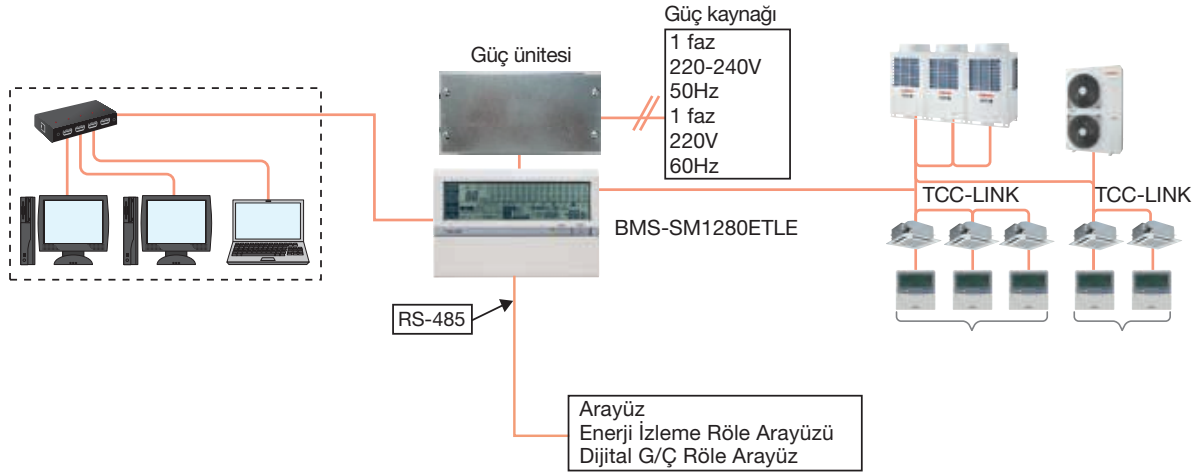 Güç kaynağı
1 faz
220-240V
50Hz
1 faz
220V
60Hz
Güç ünitesi
BMS-SM1280ETLE
TCC-LINK
TCC-LINK
RS-485
Arayüz
Enerji İzleme Röle Arayüzü
Dijital G/Ç Röle Arayüz